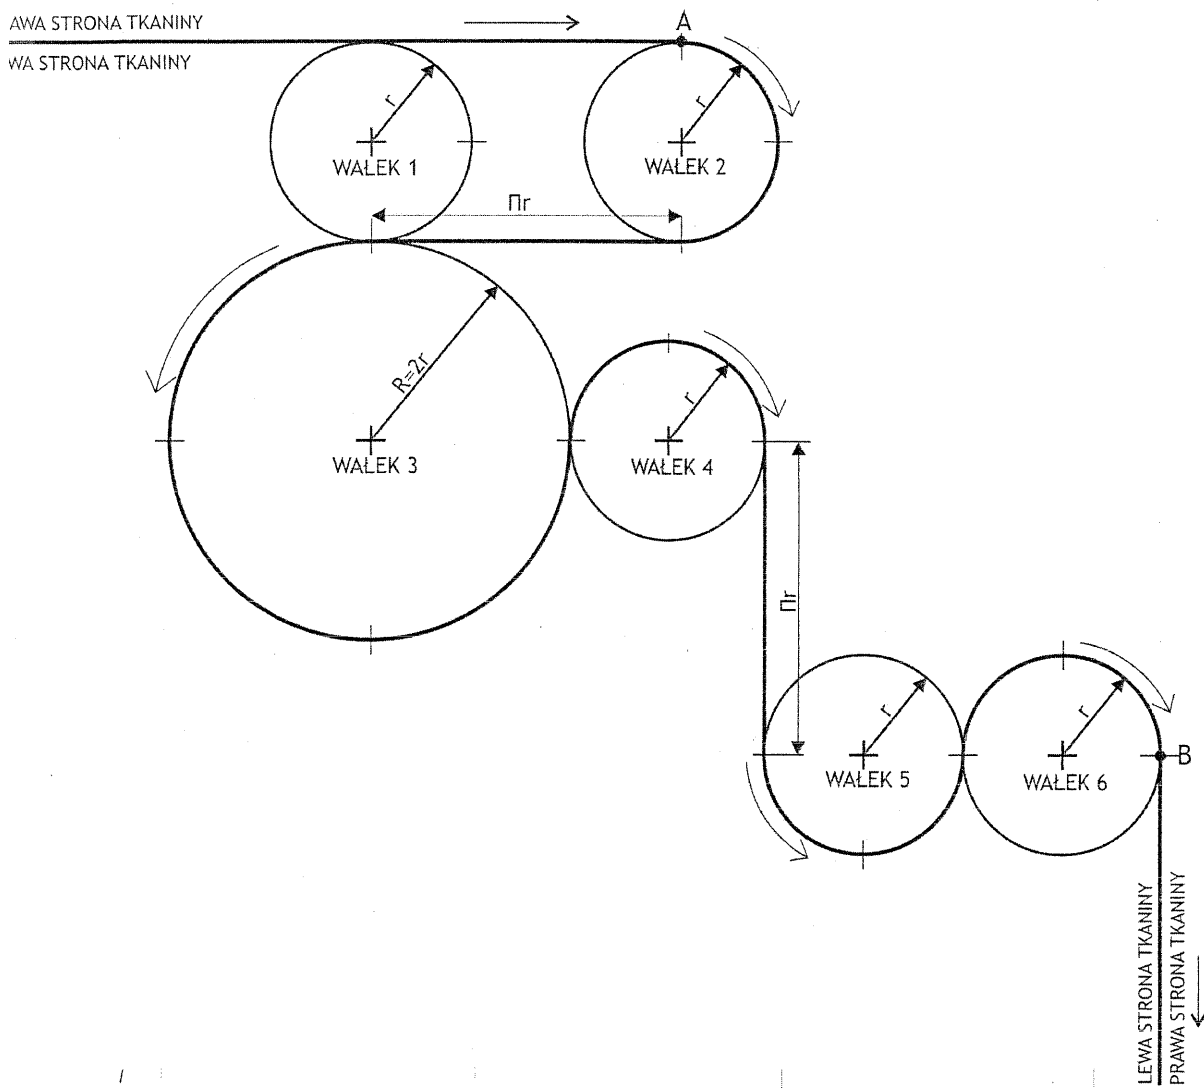 AWA STRONA TKANINY
WA STRONA TKANINY
A
r
r
WAŁEK 1
WAŁEK 2
Πr
R=2r
r
WAŁEK 3
WAŁEK 4
Πr
r
r
WAŁEK 5
WAŁEK 6
B
LEWA STRONA TKANINY
PRAWA STRONA TKANINY